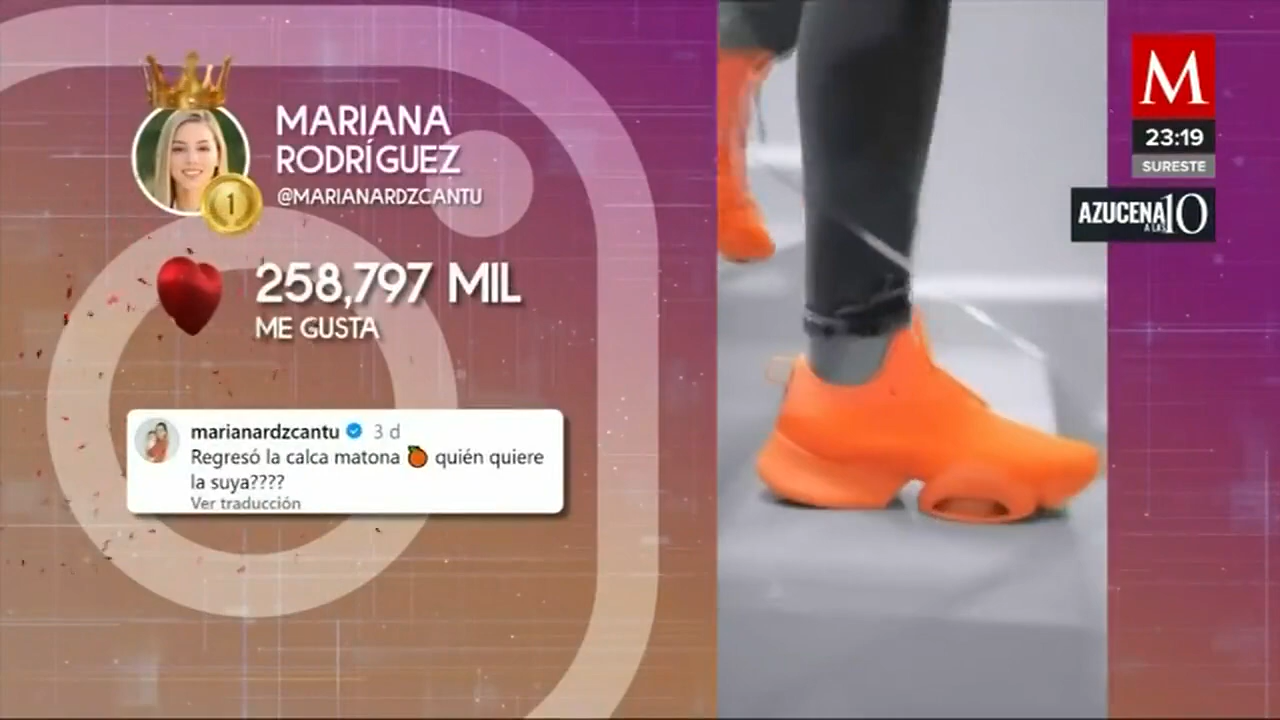 MARIANA
RODRÍGUEZ
@MARIANARDZCANTU
1
258,797 MIL
ME GUSTA
marianardzcantu 3 d
Regresó la calca matona 🍊 quién quiere
la suya????
Ver traducción
M
23:19
SURESTE
AZUCENA
A LAS
10